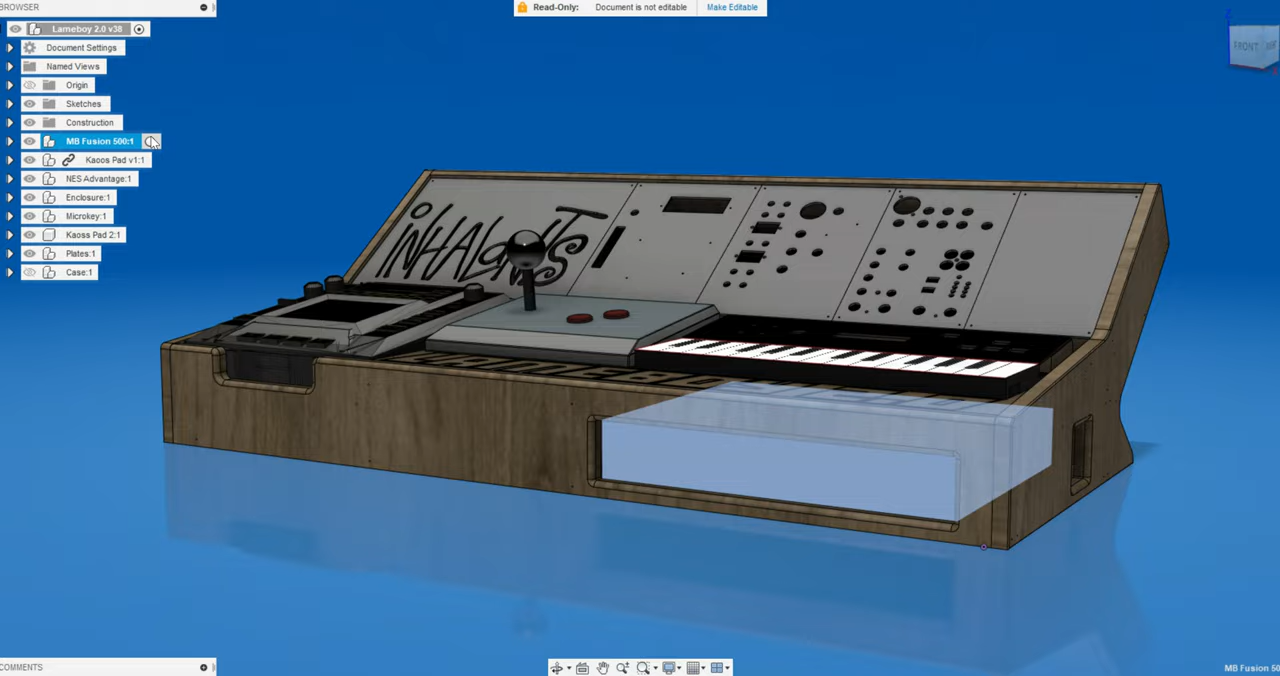 BROWSER
Read-Only: Document is not editable Make Editable
Lameboy 2.0 v38
Document Settings
Named Views
Origin
Sketches
Construction
MB Fusion 500:1
Kaoss Pad v1:1
NES Advantage:1
Enclosure:1
Microkey:1
Kaoss Pad 2:1
Plates:1
Case:1
FRONT
INHALONTS
COMMENTS
MB Fusion 50